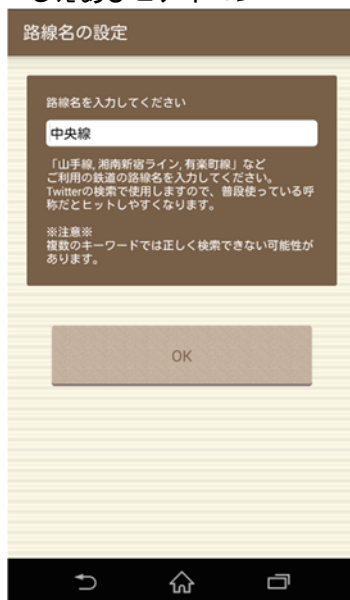 路線名の設定
路線名を入力してください
中央線
「山手線,湘南新宿ライン,有楽町線」など
ご利用の鉄道の路線名を入力してください。
Twitterの検索で使用しますので、普段使っている呼
称だとヒットしやすくなります。
※注意※
複数のキーワードでは正しく検索できない可能性が
あります。
OK